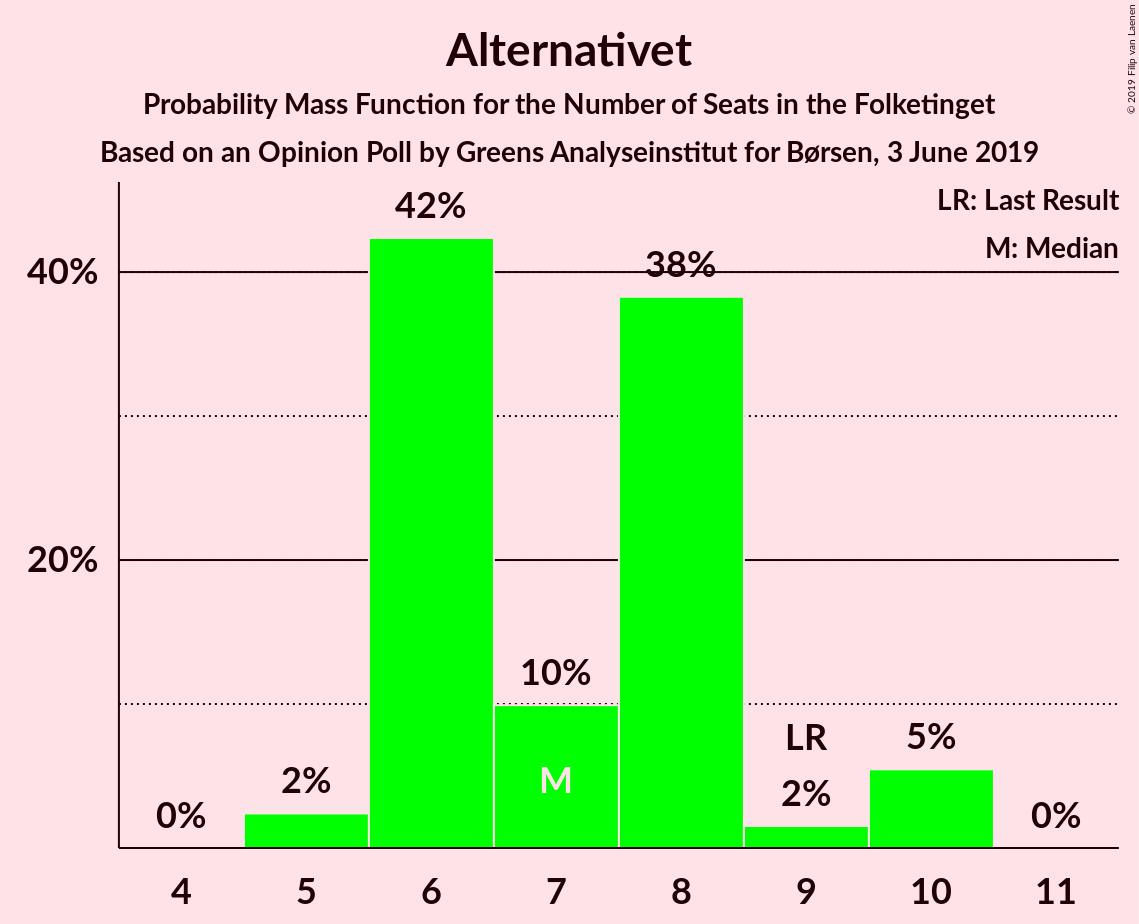 Alternativet
Probability Mass Function for the Number of Seats in the Folketinget
Based on an Opinion Poll by Greens Analyseinstitut for Børsen, 3 June 2019
© 2019 Filip van Laenen
LR: Last Result
M: Median
40%
20%
0%
2%
42%
10%
M
38%
LR
2%
5%
0%
4
5
6
7
8
9
10
11